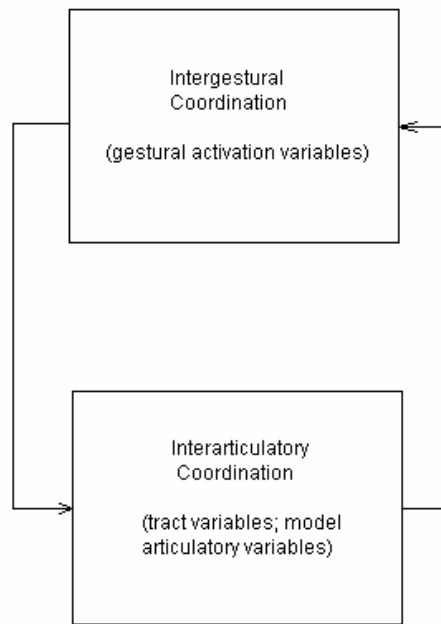 Intergestural
Coordination
(gestural activation variables)
Interarticulatory
Coordination
(tract variables; model
articulatory variables)